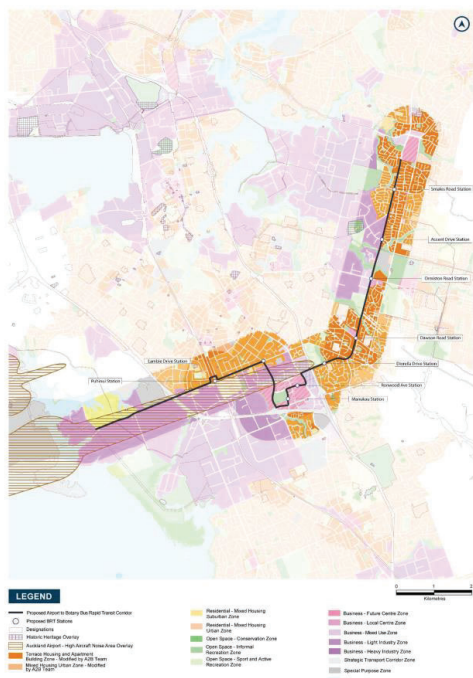 Smales Road Station
Accent Drive Station
Ormiston Road Station
Dawson Road Station
Diorella Drive Station
Ronwood Ave Station
Manukau Station
Lambie Drive Station
Puhinui Station
LEGEND
0 1 2
Kilometres
Proposed Airport to Botany Bus Rapid Transit Corridor
Proposed BRT Stations
Designations
Historic Heritage Overlay
Auckland Airport - High Aircraft Noise Area Overlay
Terrace Housing and Apartment
Building Zone - Modified by A2B Team
Mixed Housing Urban Zone - Modified
by A2B Team
Residential - Mixed Housing
Suburban Zone
Residential - Mixed Housing
Urban Zone
Open Space - Conservation Zone
Open Space - Informal
Recreation Zone
Open Space - Sport and Active
Recreation Zone
Business - Future Centre Zone
Business - Local Centre Zone
Business - Mixed Use Zone
Business - Light Industry Zone
Business - Heavy Industry Zone
Strategic Transport Corridor Zone
Special Purpose Zone